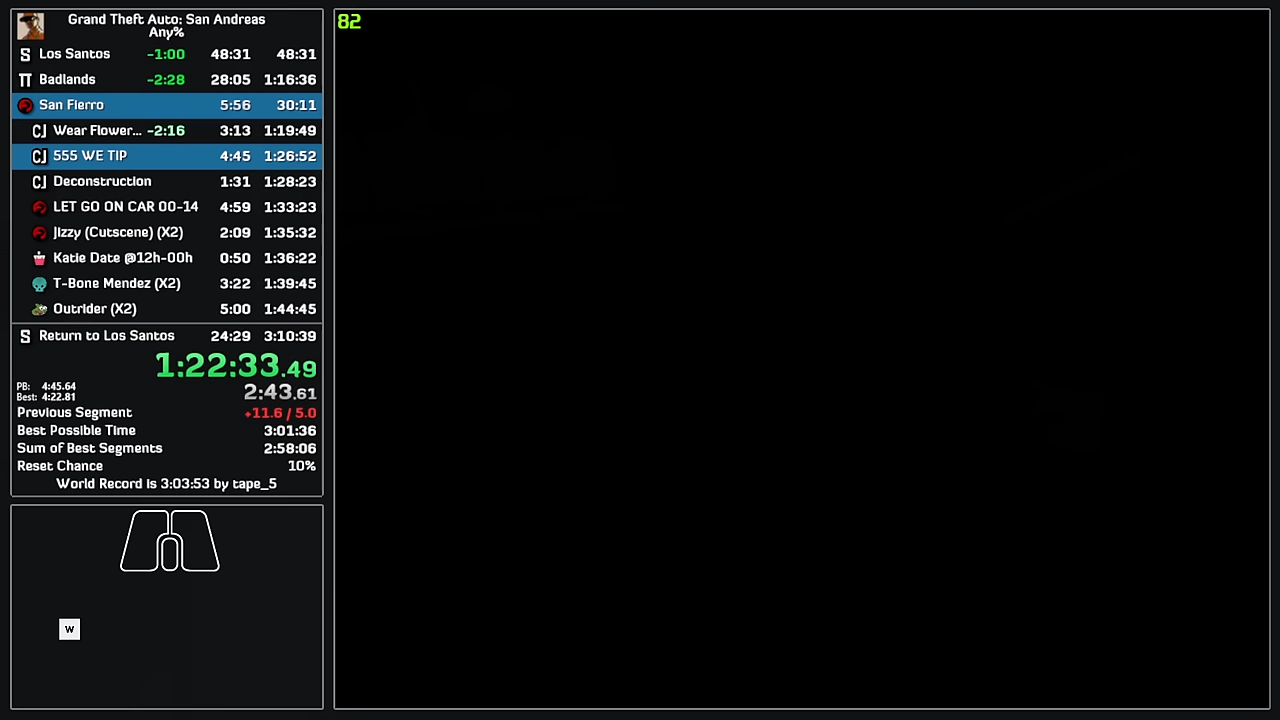 Grand Theft Auto: San Andreas
Any%
Los Santos -1:00 48:31 48:31
Badlands -2:28 28:05 1:16:36
San Fierro 5:56 30:11
CJ Wear Flower... -2:16 3:13 1:19:49
CJ 555 WE TIP 4:45 1:26:52
CJ Deconstruction 1:31 1:28:23
LET GO ON CAR 00-14 4:59 1:33:23
Jizzy (Cutscene) (X2) 2:09 1:35:32
Katie Date @12h-00h 0:50 1:36:22
T-Bone Mendez (X2) 3:22 1:39:45
Outrider (X2) 5:00 1:44:45
S Return to Los Santos 24:29 3:10:39
1:22:33.49
PB: 4:45.64
Best: 4:22.81
2:43.61
Previous Segment +11.6 / 5.0
Best Possible Time 3:01:36
Sum of Best Segments 2:58:06
Reset Chance 10%
World Record is 3:03:53 by tape_5
W
82